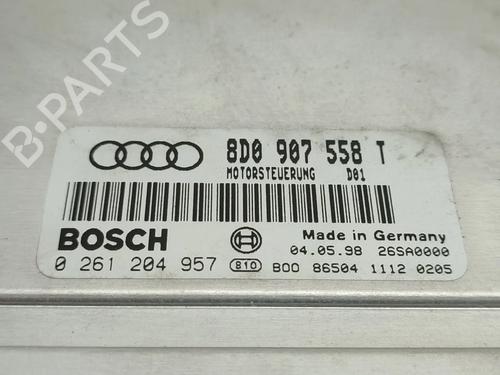 B-PARTS
8D0 907 558 T
MOTORSTEUERUNG D01
BOSCH
Made in Germany
04.05.98 26SA0000
0 261 204 957 810 B00 86504 1112 0205